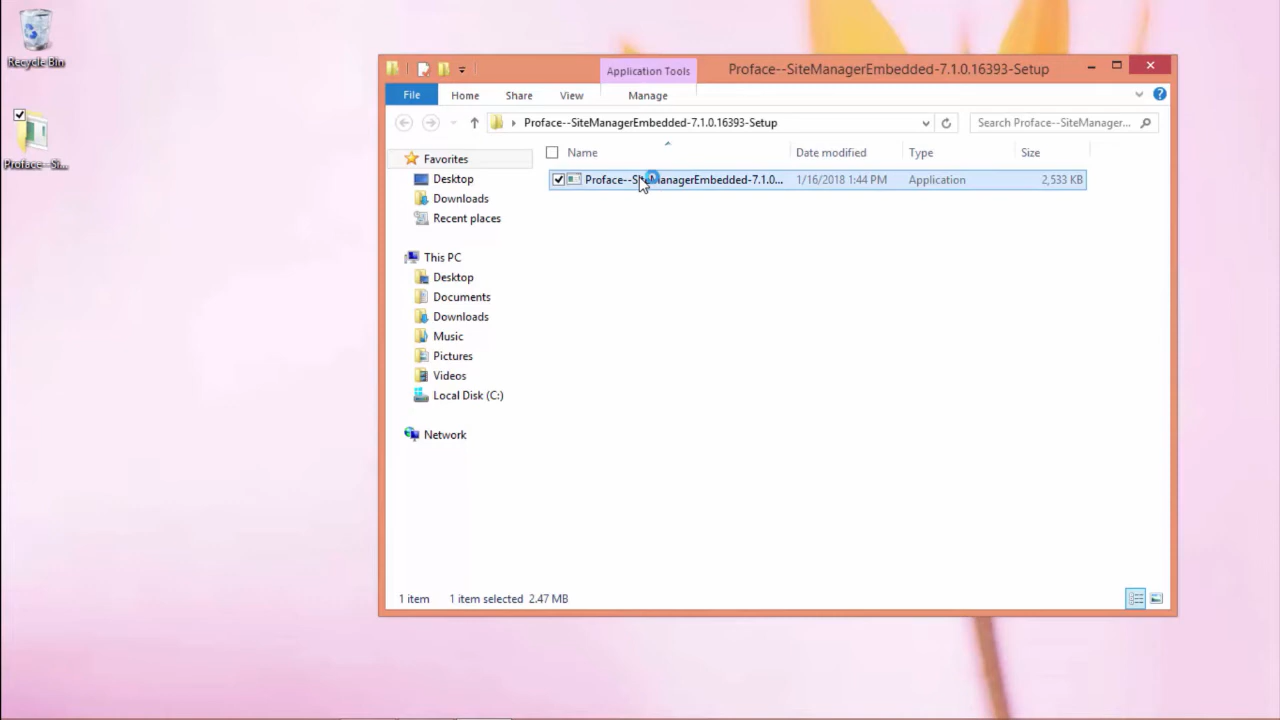 Recycle Bin
Proface--Si...
Application Tools
Proface--SiteManagerEmbedded-7.1.0.16393-Setup
File
Home
Share
View
Manage
Proface--SiteManagerEmbedded-7.1.0.16393-Setup
Search Proface--SiteManager...
Favorites
Desktop
Downloads
Recent places
This PC
Desktop
Documents
Downloads
Music
Pictures
Videos
Local Disk (C:)
Network
Name
Date modified
Type
Size
Proface--SiteManagerEmbedded-7.1.0... 1/16/2018 1:44 PM Application 2,533 KB
1 item 1 item selected 2.47 MB